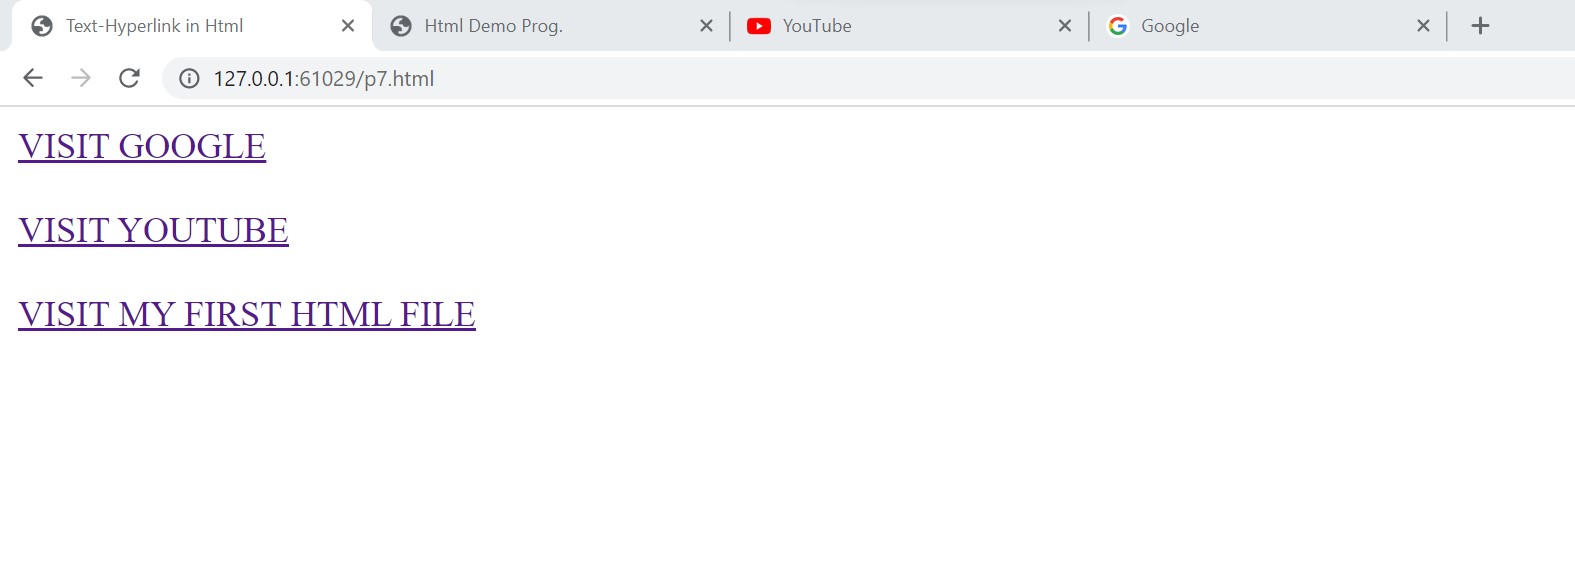 Text-Hyperlink in Html
Html Demo Prog.
YouTube
Google
127.0.0.1:61029/p7.html
VISIT GOOGLE
VISIT YOUTUBE
VISIT MY FIRST HTML FILE